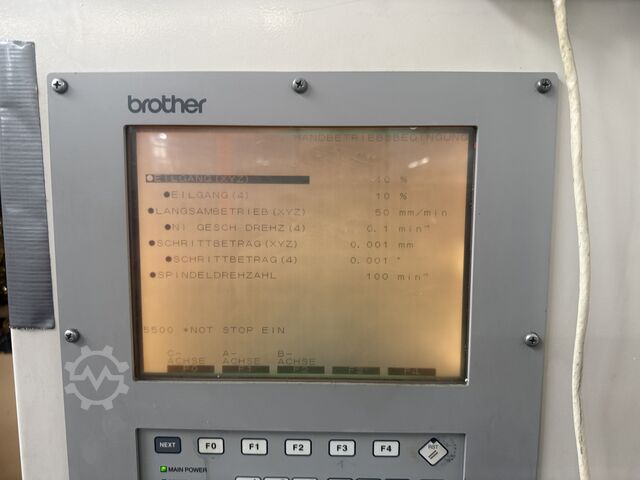 brother
HANDBETRIEBSBEDINGUNG
EILGANG (XYZ) 10 %
EILGANG (4) 10 %
LANGSAMBETRIEB (XYZ) 50 mm/min
NI GESCH DREHZ (4) 0.1 min⁻¹
SCHRITTBETRAG (XYZ) 0.001 mm
SCHRITTBETRAG (4) 0.001 °
SPINDELDREHZAHL 100 min⁻¹
5500 *NOT STOP EIN
C- A- B-
ACHSE ACHSE ACHSE
F0 F1 F2 F3 F4
NEXT F0 F1 F2 F3 F4 RST
MAIN POWER